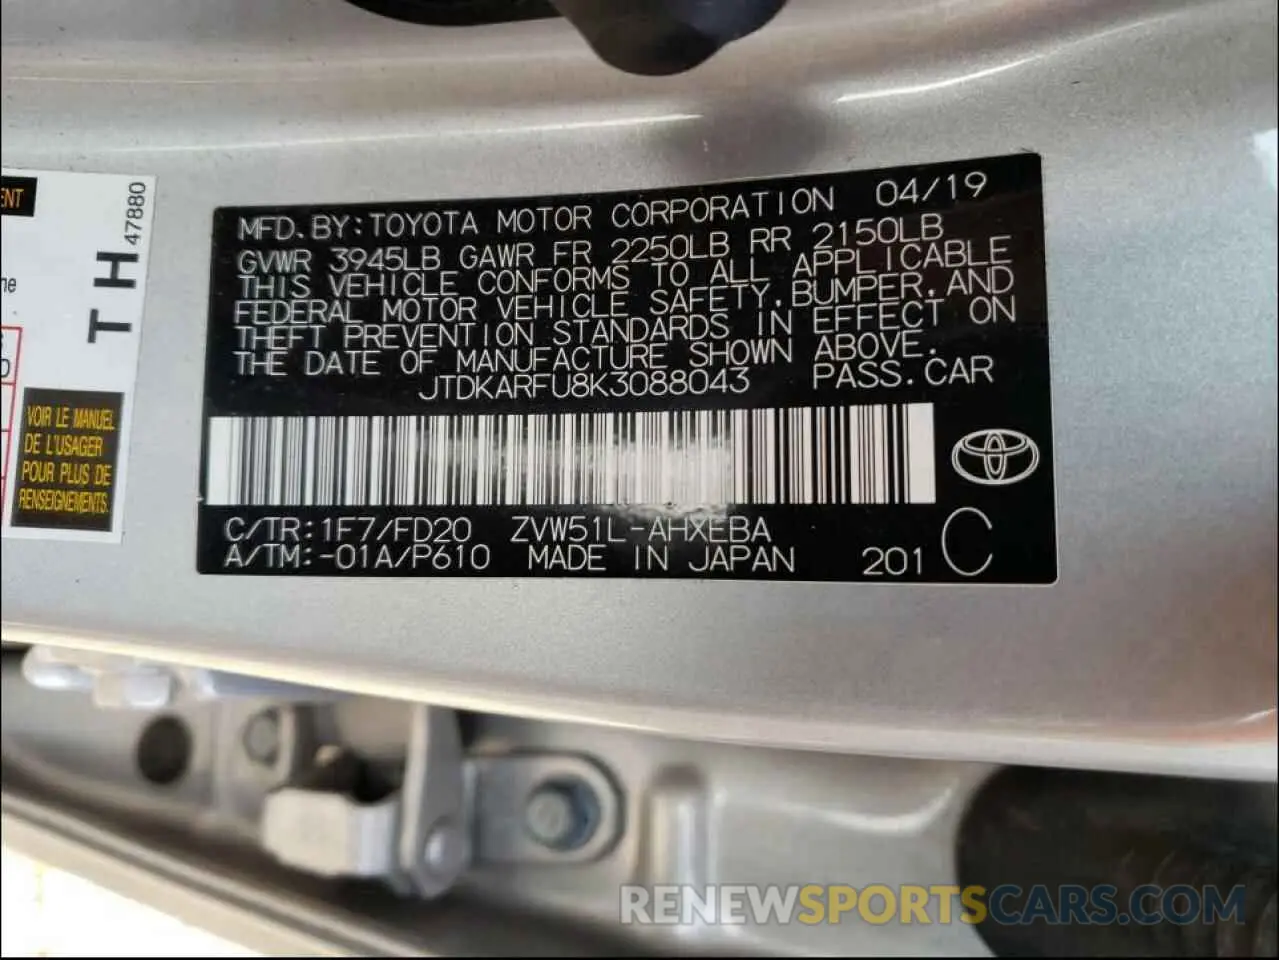 ENT
47880
TH
VOIR LE MANUEL
DE L'USAGER
POUR PLUS DE
RENSEIGNEMENTS.
MFD. BY: TOYOTA MOTOR CORPORATION 04/19
GVWR 3945LB GAWR FR 2250LB RR 2150LB
THIS VEHICLE CONFORMS TO ALL APPLICABLE
FEDERAL MOTOR VEHICLE SAFETY, BUMPER, AND
THEFT PREVENTION STANDARDS IN EFFECT ON
THE DATE OF MANUFACTURE SHOWN ABOVE.
JTDKARFU8K3088043 PASS. CAR
C/TR: 1F7/FD20 ZVW51L-AHXEBA
A/TM: -01A/P610 MADE IN JAPAN 201 C
RENEWSPORTSCARS.COM